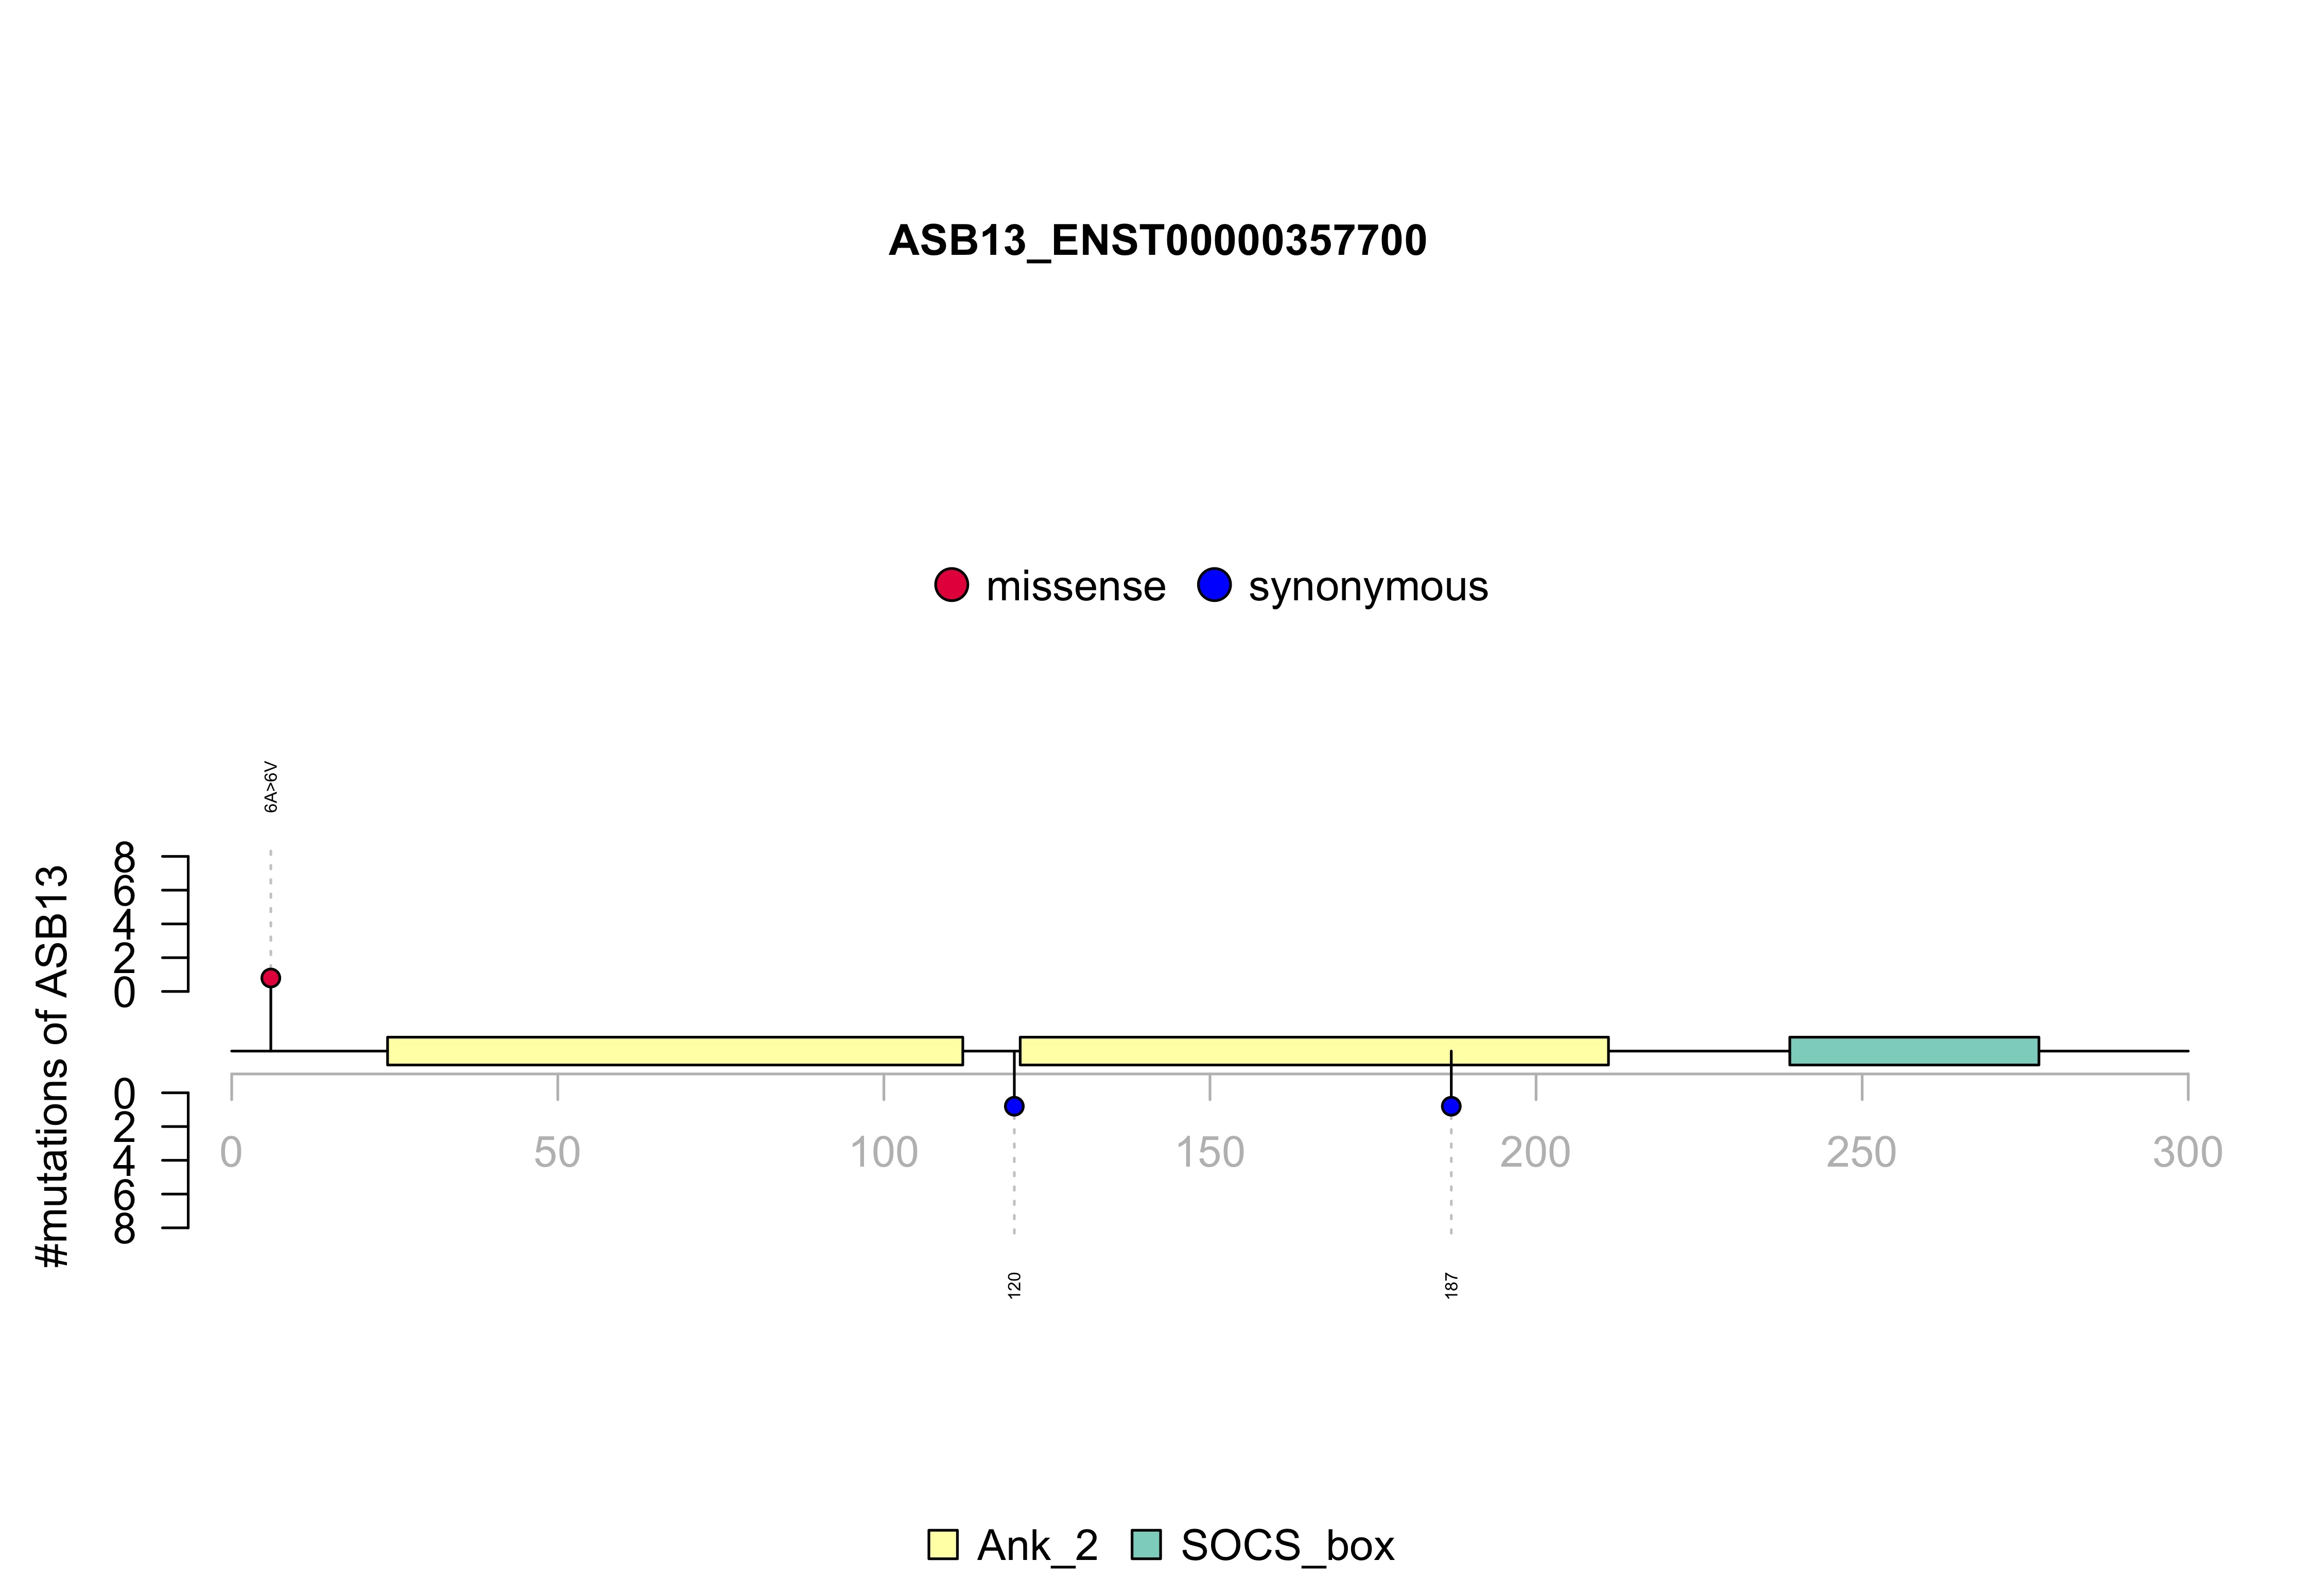 ASB13_ENST00000357700
missense synonymous
6A>6V
#mutations of ASB13
8
6
4
2
0
0
2
4
6
8
0 50 100 150 200 250 300
120 187
Ank_2 SOCS_box